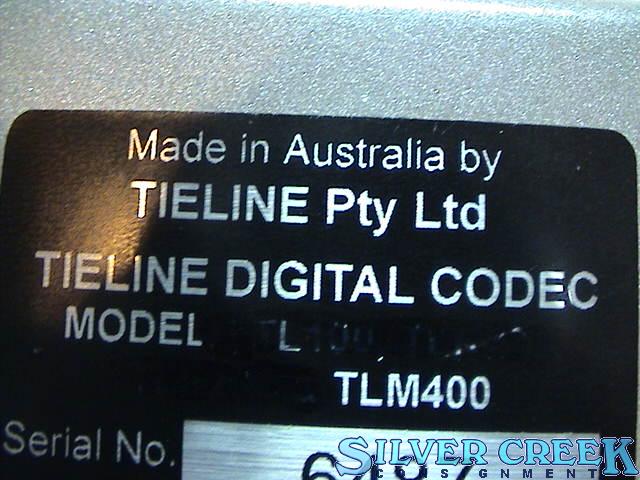 Made in Australia by
TIELINE Pty Ltd
TIELINE DIGITAL CODEC
MODEL
TLM400
Serial No.
SILVER CREEK
CONSIGNMENT